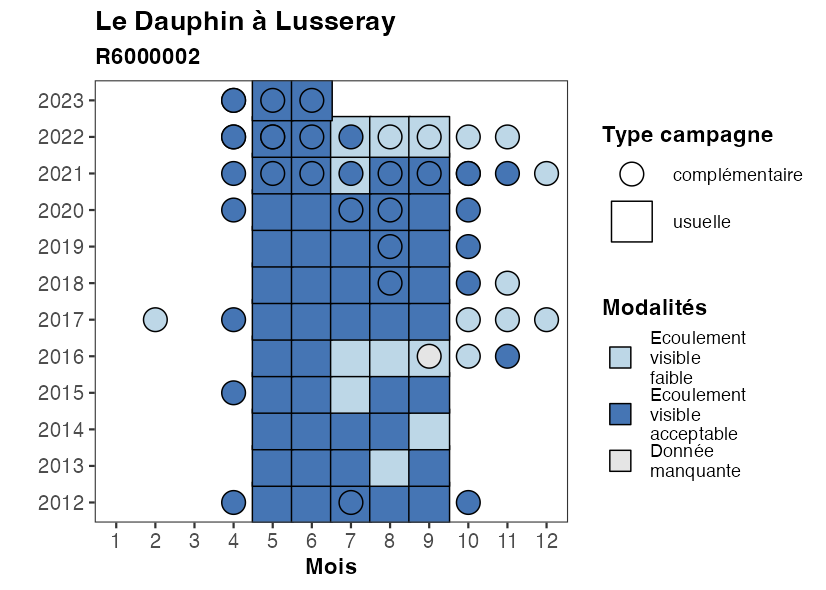 Le Dauphin à Lusseray
R6000002
2023
2022
2021
2020
2019
2018
2017
2016
2015
2014
2013
2012
1 2 3 4 5 6 7 8 9 10 11 12
Mois
Type campagne
complémentaire
usuelle
Modalités
Ecoulement
visible
faible
Ecoulement
visible
acceptable
Donnée
manquante